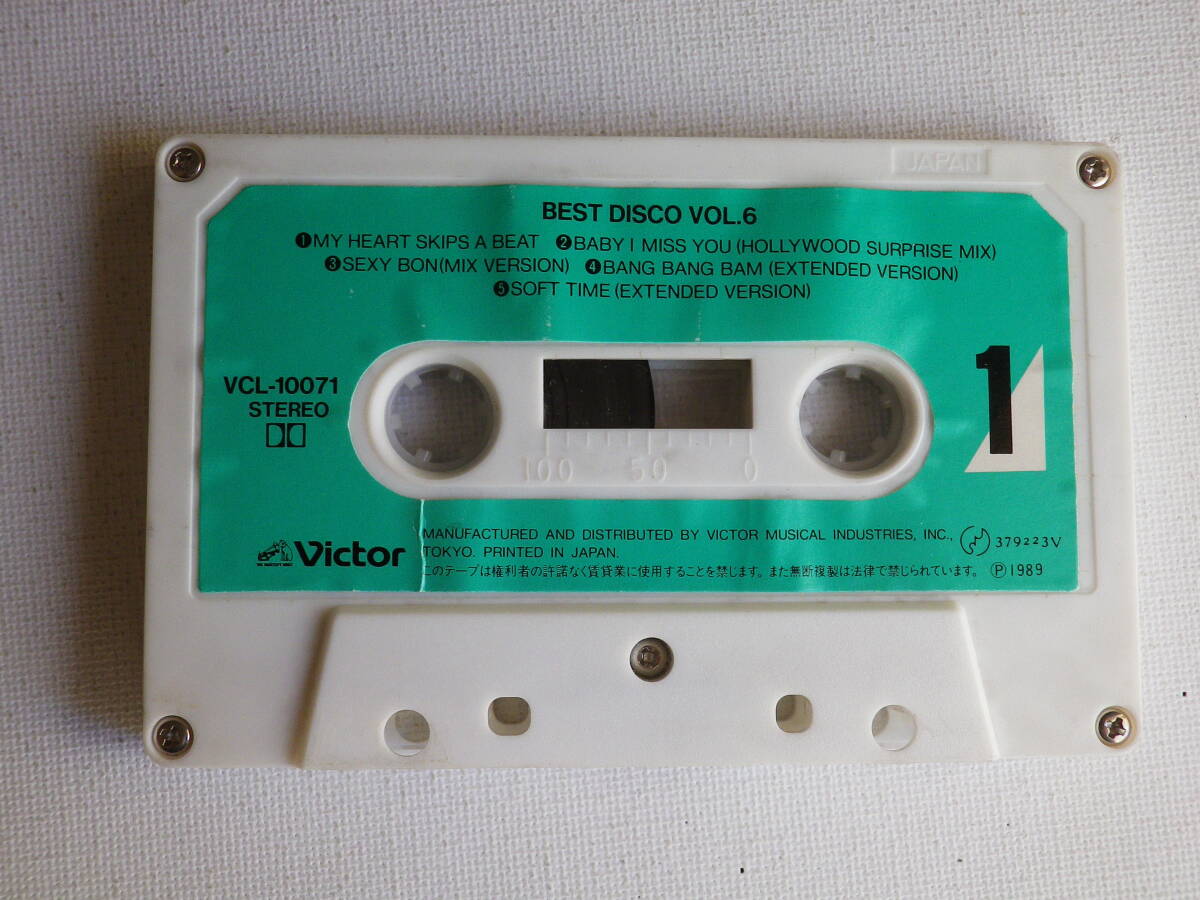 JAPAN
BEST DISCO VOL.6
❶MY HEART SKIPS A BEAT ❷BABY I MISS YOU (HOLLYWOOD SURPRISE MIX)
❸SEXY BON(MIX VERSION) ❹BANG BANG BAM (EXTENDED VERSION)
❺SOFT TIME (EXTENDED VERSION)
VCL-10071
STEREO
1
100 50 0
Victor
MANUFACTURED AND DISTRIBUTED BY VICTOR MUSICAL INDUSTRIES, INC.,
TOKYO. PRINTED IN JAPAN.
379223V
このテープは権利者の許諾なく賃貸業に使用することを禁じます。また無断複製は法律で禁じられています。 Ⓟ1989